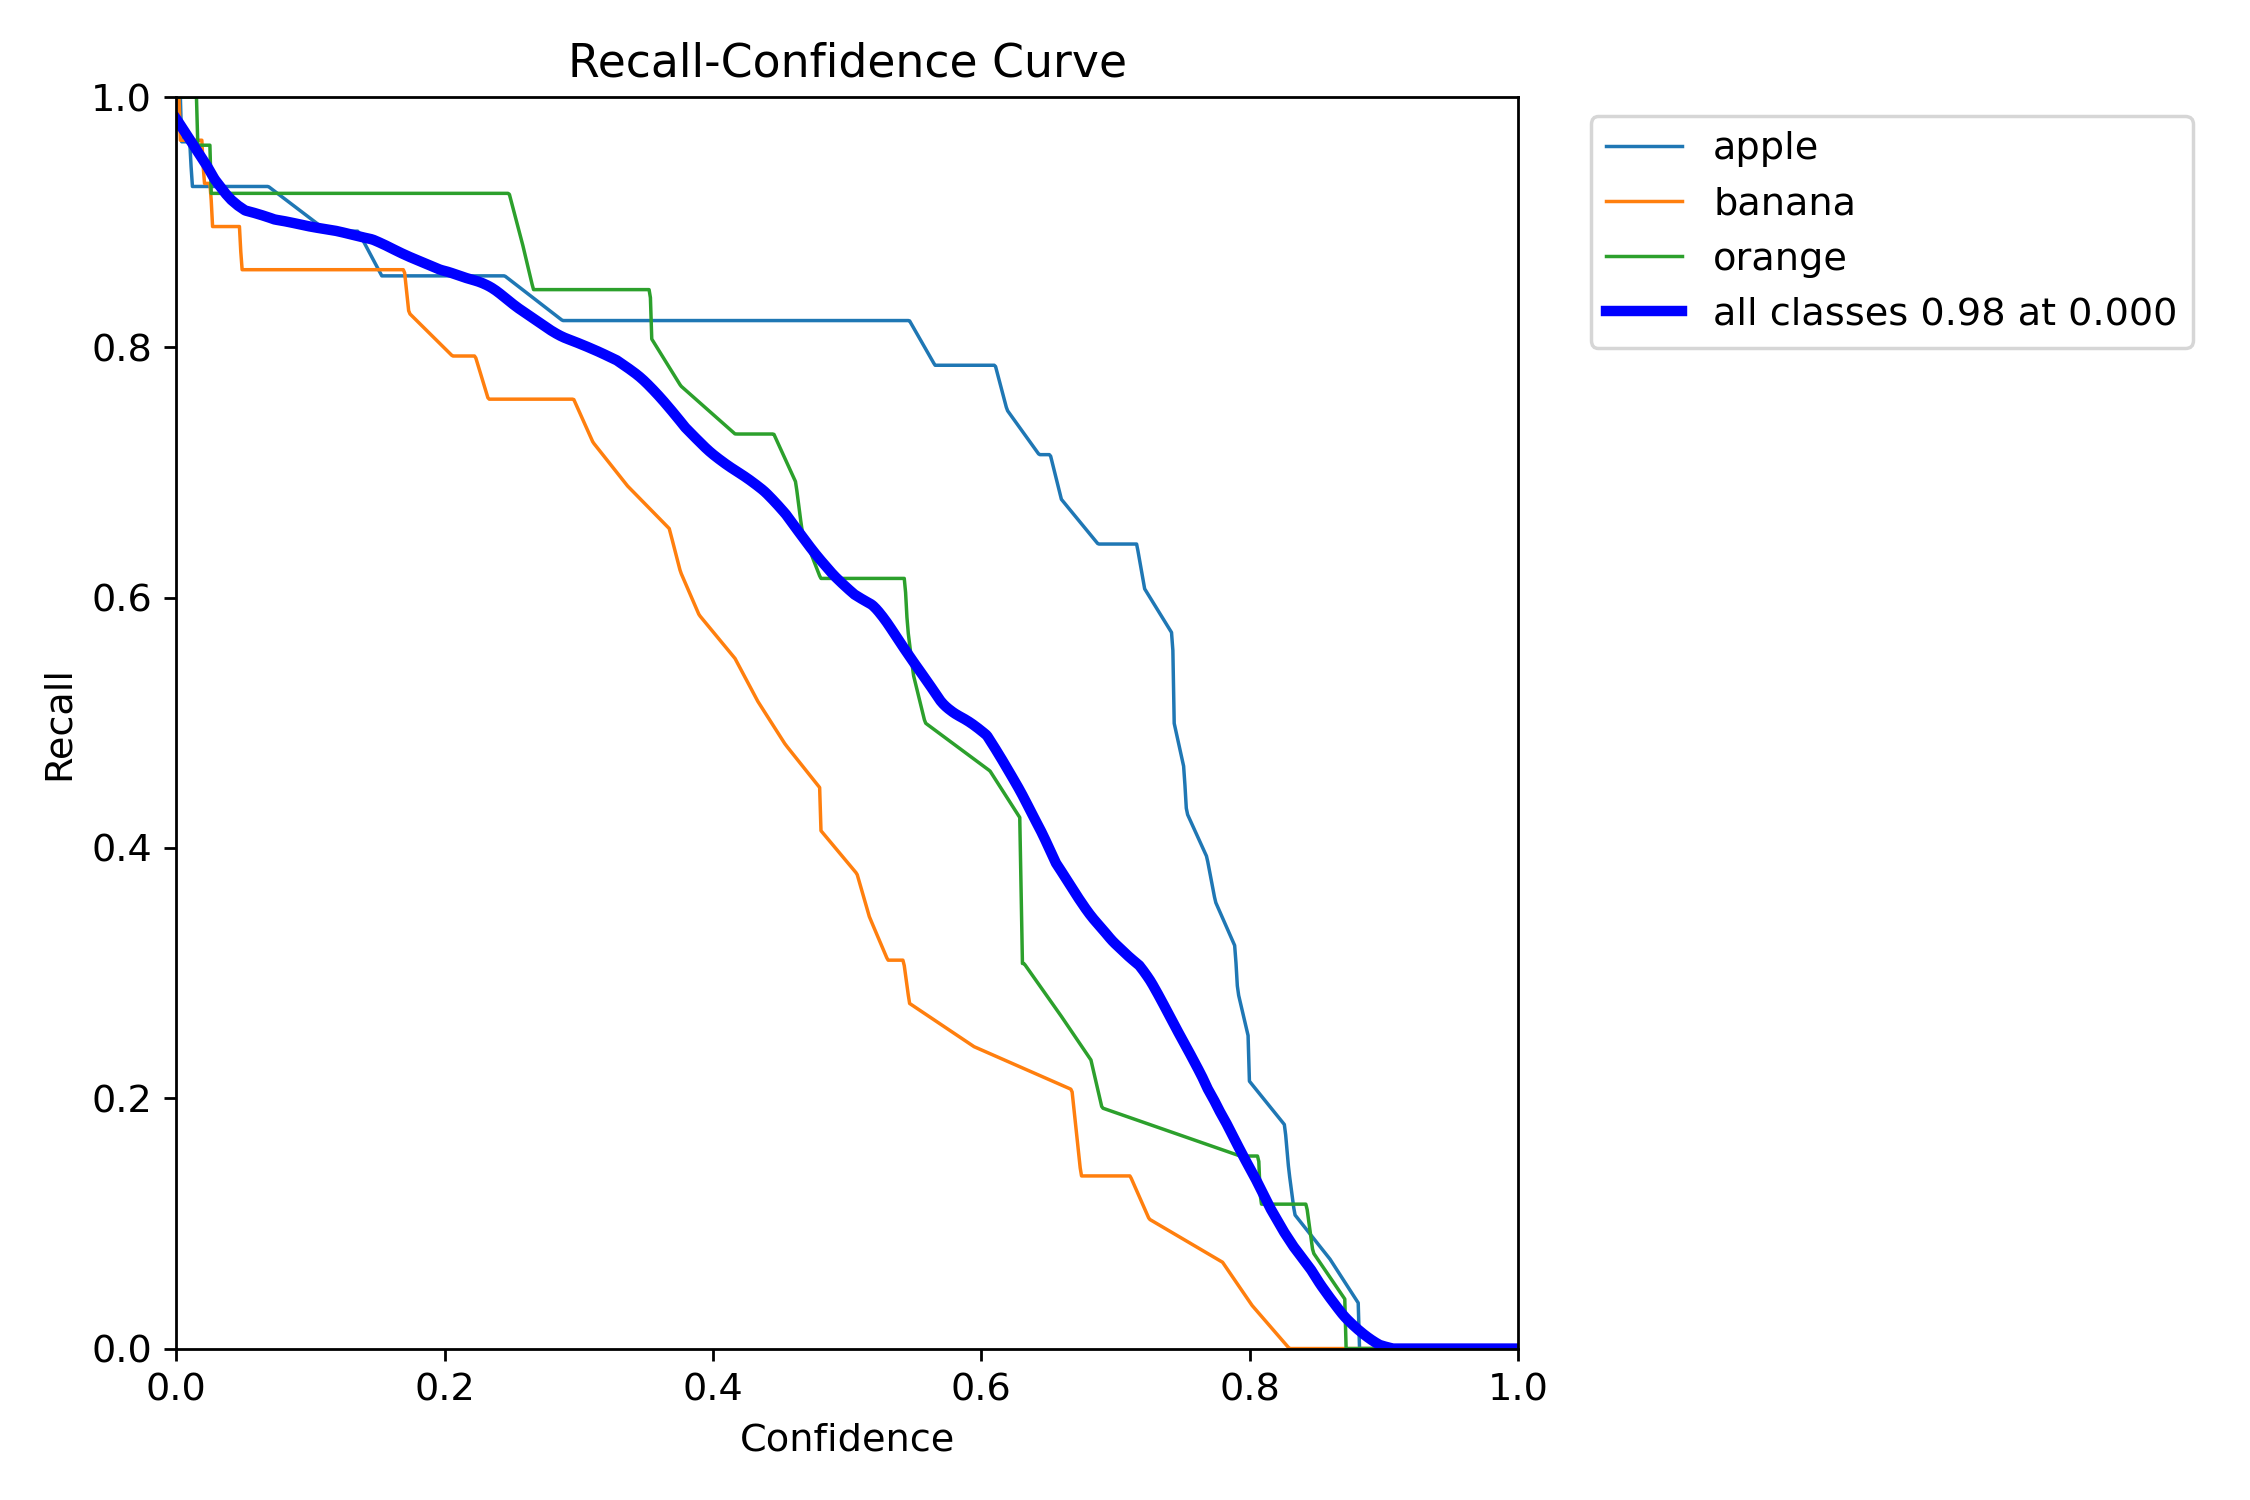 Recall-Confidence Curve
1.0
0.8
0.6
0.4
0.2
0.0
Recall
0.0 0.2 0.4 0.6 0.8 1.0
Confidence
apple
banana
orange
all classes 0.98 at 0.000